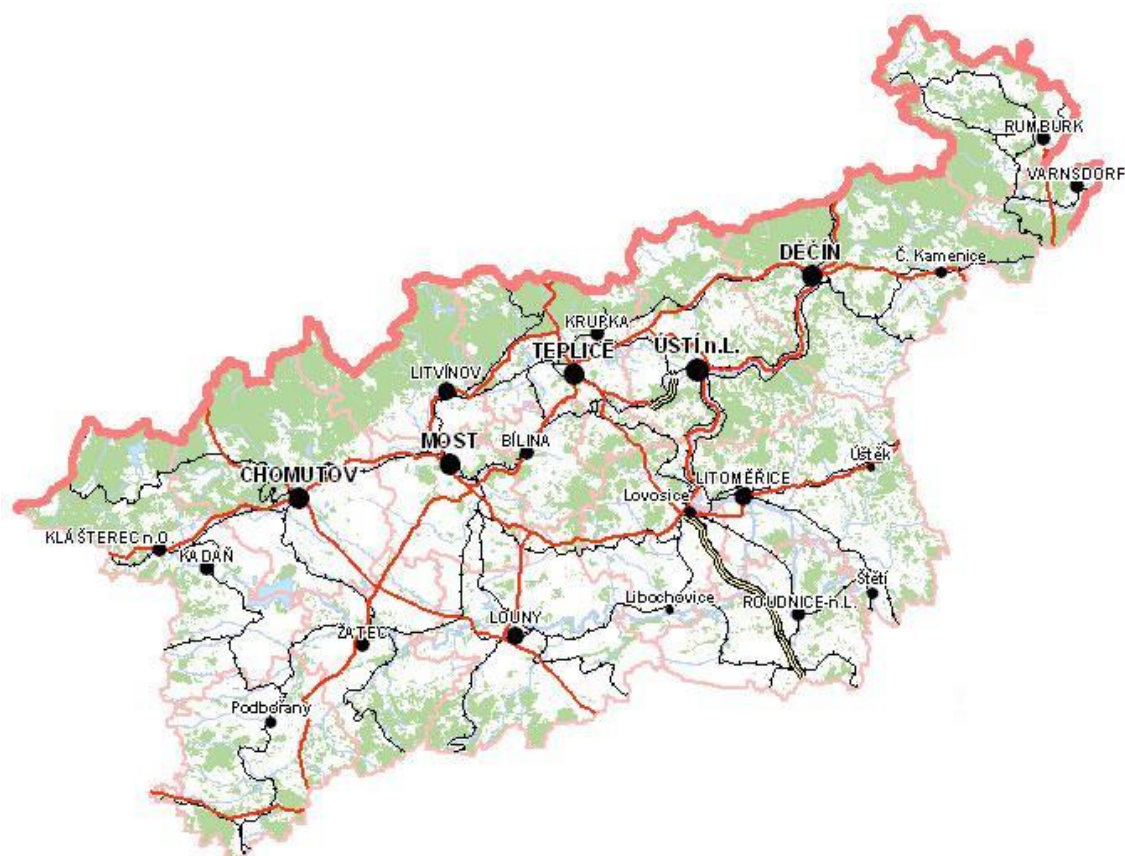 RUMBURK
VARNSDORF
DĚČÍN
Č. Kamenice
KRUPKA
TEPLICE
ÚSTÍ n.L.
LITVÍNOV
MOST
BÍLINA
Úštěk
CHOMUTOV
LITOMĚŘICE
Lovosice
KLÁŠTEREC n.O.
KADAŇ
Štětí
Libochovice
ROUDNICE n.L.
LOUNY
ŽATEC
Podbořany